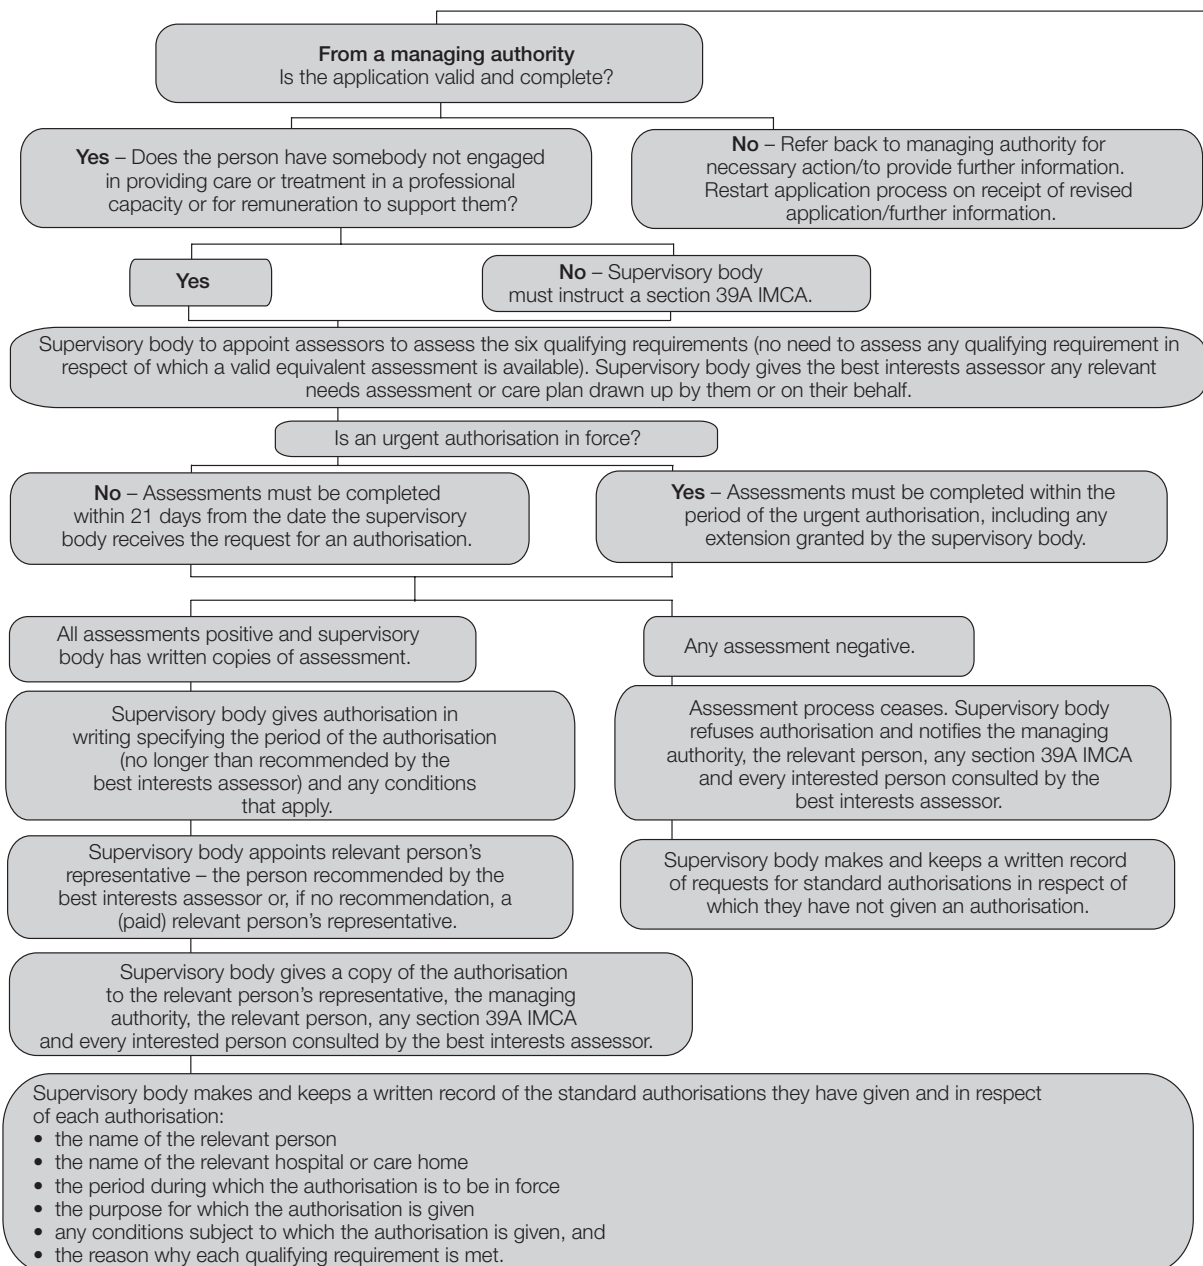 From a managing authority
Is the application valid and complete?
Yes – Does the person have somebody not engaged
in providing care or treatment in a professional
capacity or for remuneration to support them?
No – Refer back to managing authority for
necessary action/to provide further information.
Restart application process on receipt of revised
application/further information.
Yes
No – Supervisory body
must instruct a section 39A IMCA.
Supervisory body to appoint assessors to assess the six qualifying requirements (no need to assess any qualifying requirement in
respect of which a valid equivalent assessment is available). Supervisory body gives the best interests assessor any relevant
needs assessment or care plan drawn up by them or on their behalf.
Is an urgent authorisation in force?
No – Assessments must be completed
within 21 days from the date the supervisory
body receives the request for an authorisation.
Yes – Assessments must be completed within the
period of the urgent authorisation, including any
extension granted by the supervisory body.
All assessments positive and supervisory
body has written copies of assessment.
Any assessment negative.
Supervisory body gives authorisation in
writing specifying the period of the authorisation
(no longer than recommended by the
best interests assessor) and any conditions
that apply.
Assessment process ceases. Supervisory body
refuses authorisation and notifies the managing
authority, the relevant person, any section 39A IMCA
and every interested person consulted by the
best interests assessor.
Supervisory body appoints relevant person's
representative – the person recommended by the
best interests assessor or, if no recommendation, a
(paid) relevant person's representative.
Supervisory body makes and keeps a written record
of requests for standard authorisations in respect of
which they have not given an authorisation.
Supervisory body gives a copy of the authorisation
to the relevant person's representative, the managing
authority, the relevant person, any section 39A IMCA
and every interested person consulted by the best interests assessor.
Supervisory body makes and keeps a written record of the standard authorisations they have given and in respect
of each authorisation:
• the name of the relevant person
• the name of the relevant hospital or care home
• the period during which the authorisation is to be in force
• the purpose for which the authorisation is given
• any conditions subject to which the authorisation is given, and
• the reason why each qualifying requirement is met.